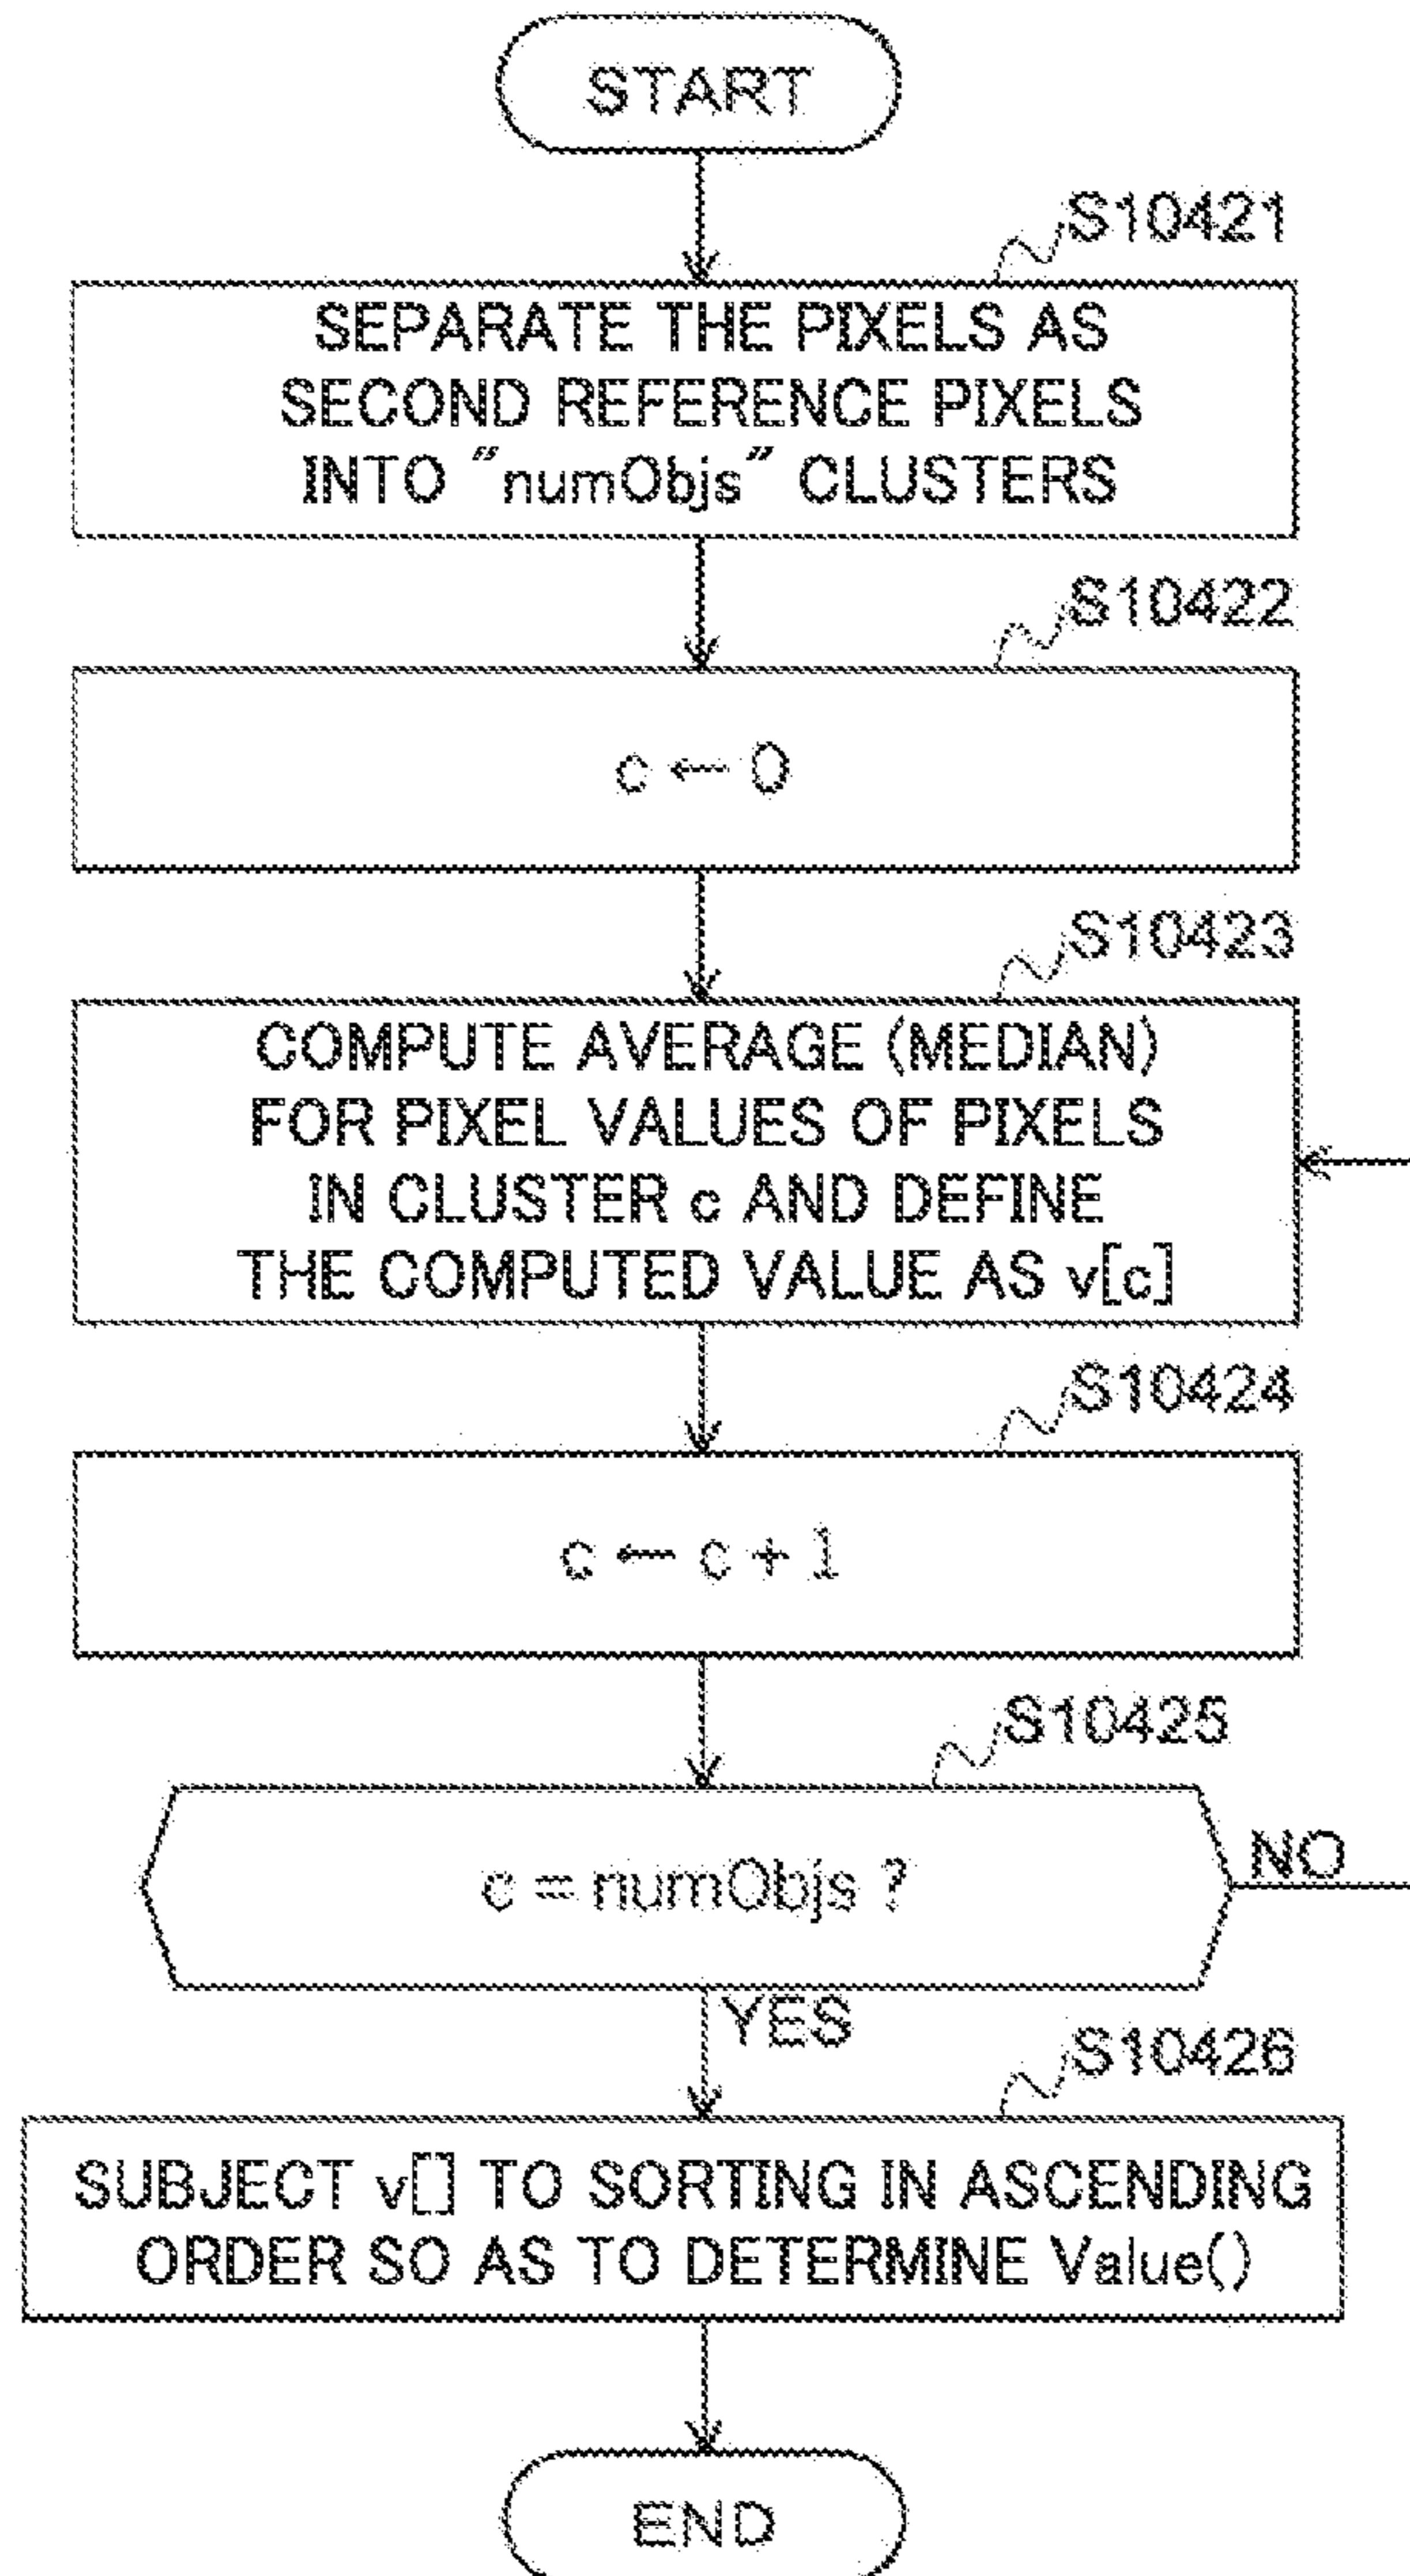 START
S10421
SEPARATE THE PIXELS AS
SECOND REFERENCE PIXELS
INTO "numObjs" CLUSTERS
S10422
c ← 0
S10423
COMPUTE AVERAGE (MEDIAN)
FOR PIXEL VALUES OF PIXELS
IN CLUSTER c AND DEFINE
THE COMPUTED VALUE AS v[c]
S10424
c ← c + 1
S10425
c = numObjs ?
NO
YES
S10426
SUBJECT v[] TO SORTING IN ASCENDING
ORDER SO AS TO DETERMINE Value()
END